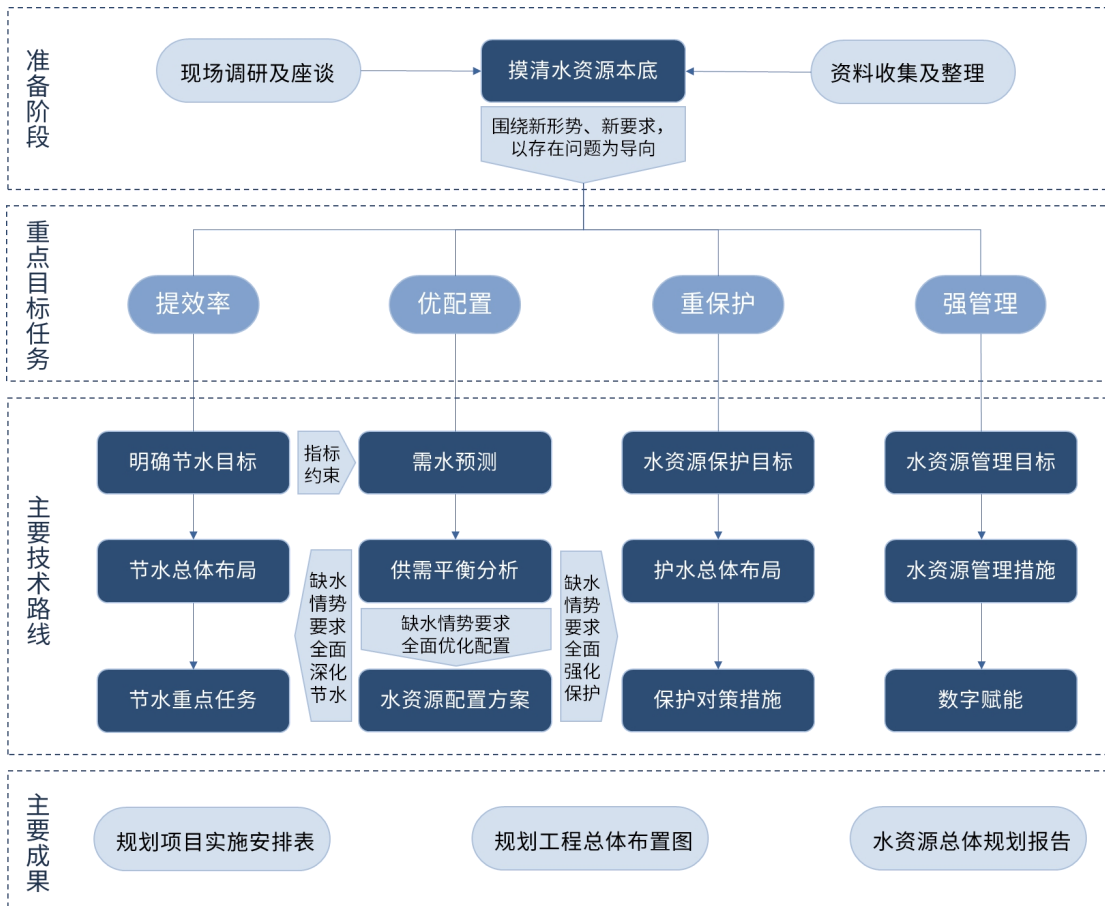 准备阶段
现场调研及座谈
摸清水资源本底
资料收集及整理
围绕新形势、新要求，
以存在问题为导向
重点目标任务
提效率
优配置
重保护
强管理
主要技术路线
明确节水目标
指标
约束
需水预测
水资源保护目标
水资源管理目标
节水总体布局
缺水
情势
要求
全面
深化
节水
供需平衡分析
缺水情势要求
全面优化配置
缺水
情势
要求
全面
强化
保护
护水总体布局
水资源管理措施
节水重点任务
水资源配置方案
保护对策措施
数字赋能
主要成果
规划项目实施安排表
规划工程总体布置图
水资源总体规划报告